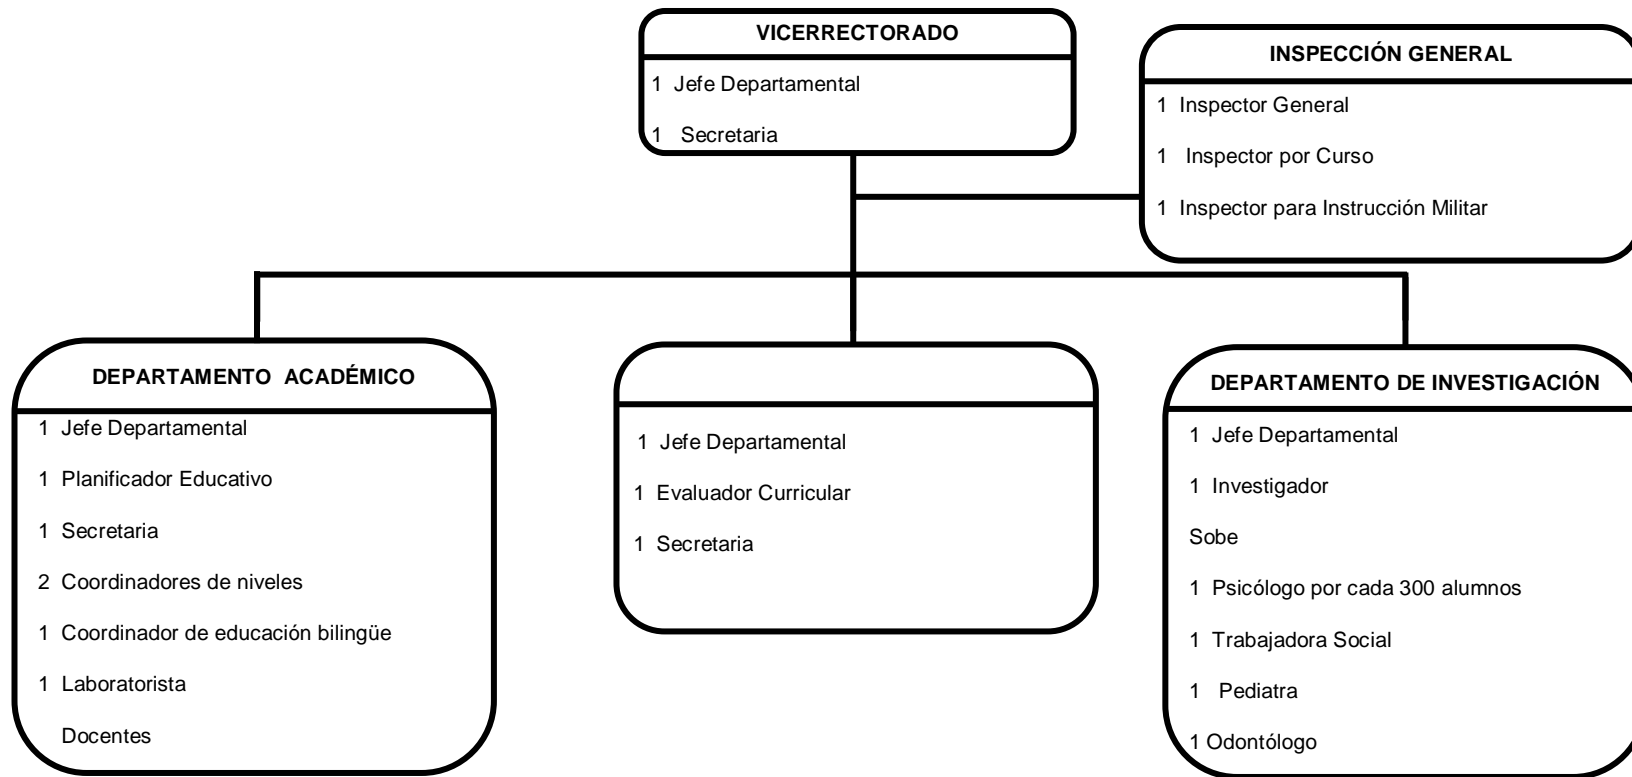 VICERRECTORADO
1 Jefe Departamental
1 Secretaria
INSPECCIÓN GENERAL
1 Inspector General
1 Inspector por Curso
1 Inspector para Instrucción Militar
DEPARTAMENTO ACADÉMICO
1 Jefe Departamental
1 Planificador Educativo
1 Secretaria
2 Coordinadores de niveles
1 Coordinador de educación bilingüe
1 Laboratorista
Docentes
1 Jefe Departamental
1 Evaluador Curricular
1 Secretaria
DEPARTAMENTO DE INVESTIGACIÓN
1 Jefe Departamental
1 Investigador
Sobe
1 Psicólogo por cada 300 alumnos
1 Trabajadora Social
1 Pediatra
1 Odontólogo